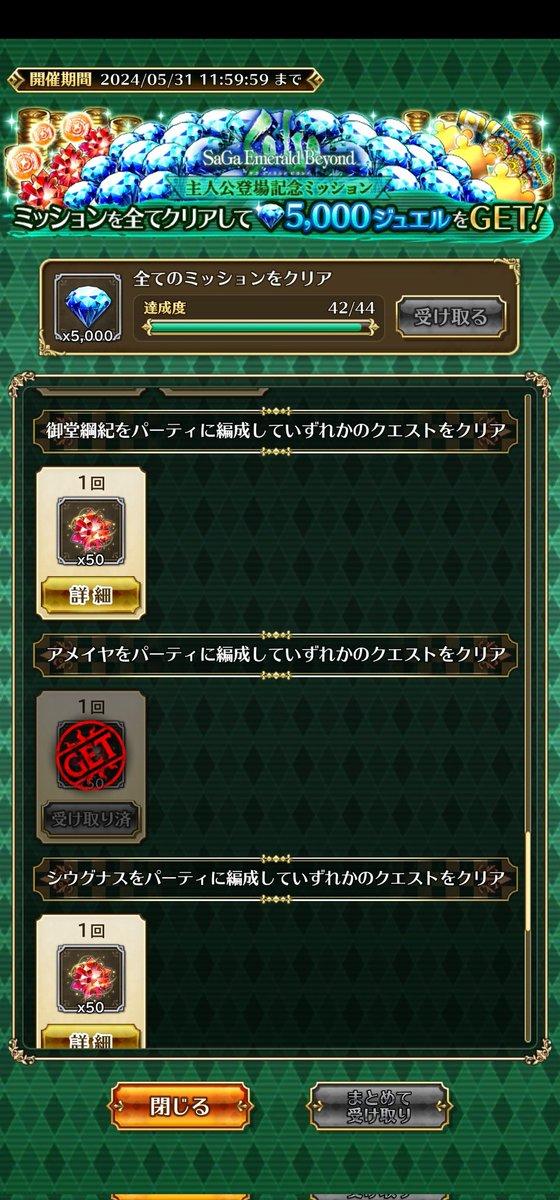 開催期間 2024/05/31 11:59:59 まで
SaGa Emerald Beyond
主人公登場記念ミッション
ミッションを全てクリアして5,000ジュエルをGET!
全てのミッションをクリア
達成度 42/44
x5,000
受け取る
御堂綱紀をパーティに編成していずれかのクエストをクリア
1回
x50
詳細
アメイヤをパーティに編成していずれかのクエストをクリア
1回
GET
50
受け取り済
シウグナスをパーティに編成していずれかのクエストをクリア
1回
x50
詳細
閉じる
まとめて
受け取り